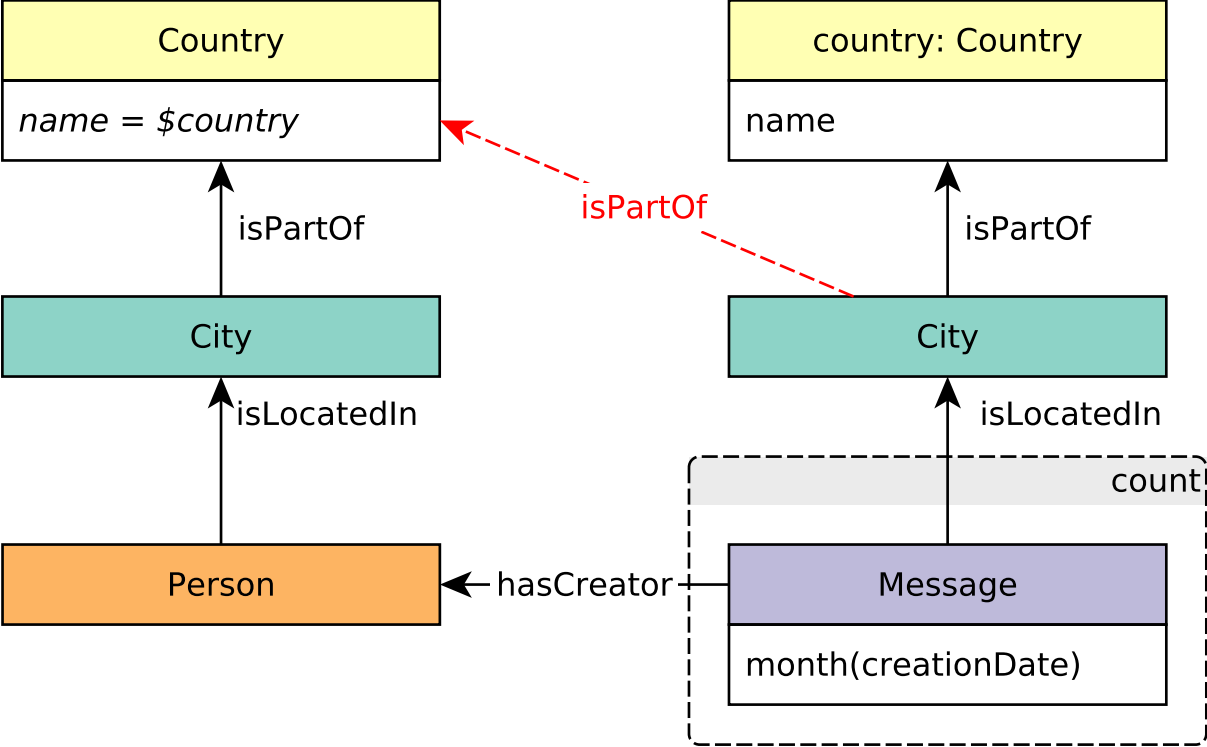 Country
country: Country
name = $country
name
isPartOf
isPartOf
isPartOf
City
City
isLocatedIn
isLocatedIn
count
Person
hasCreator
Message
month(creationDate)